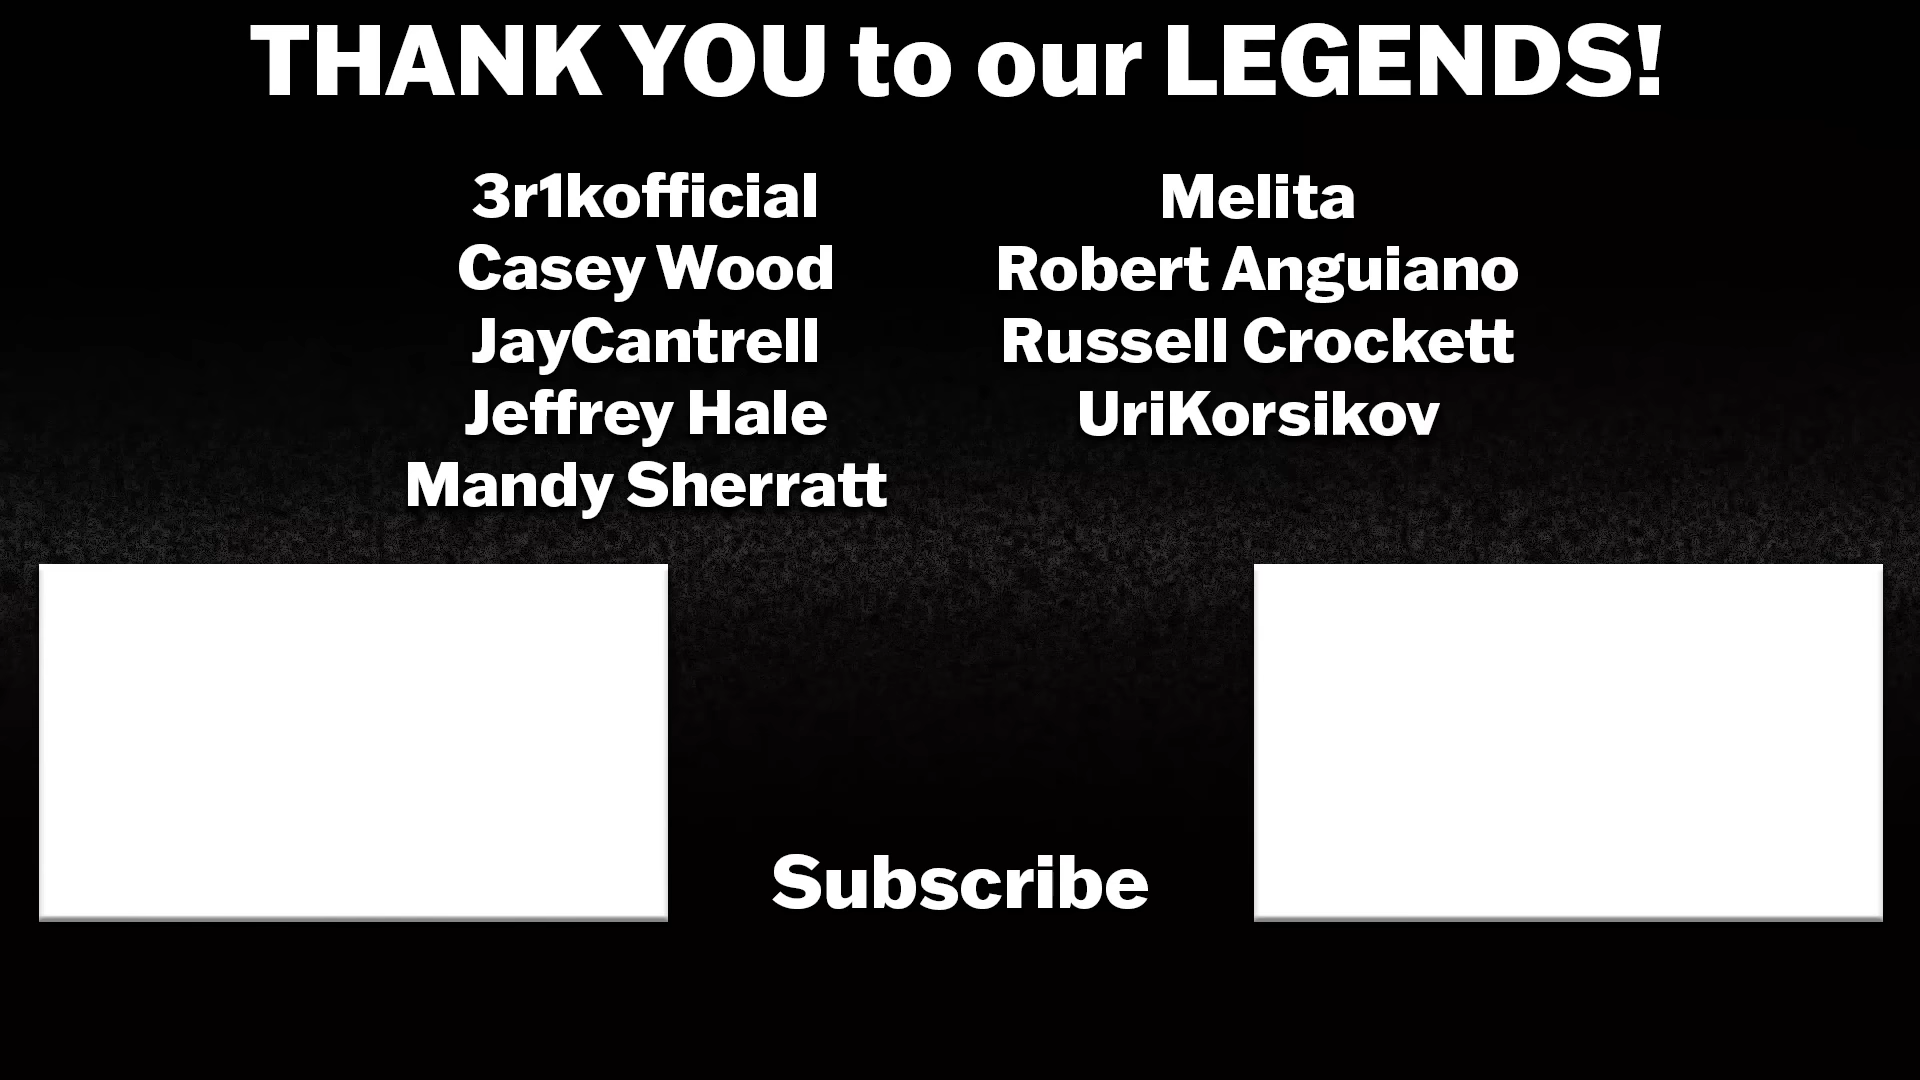 THANK YOU to our LEGENDS!
3r1kofficial
Casey Wood
JayCantrell
Jeffrey Hale
Mandy Sherratt
Melita
Robert Anguiano
Russell Crockett
UriKorsikov
Subscribe